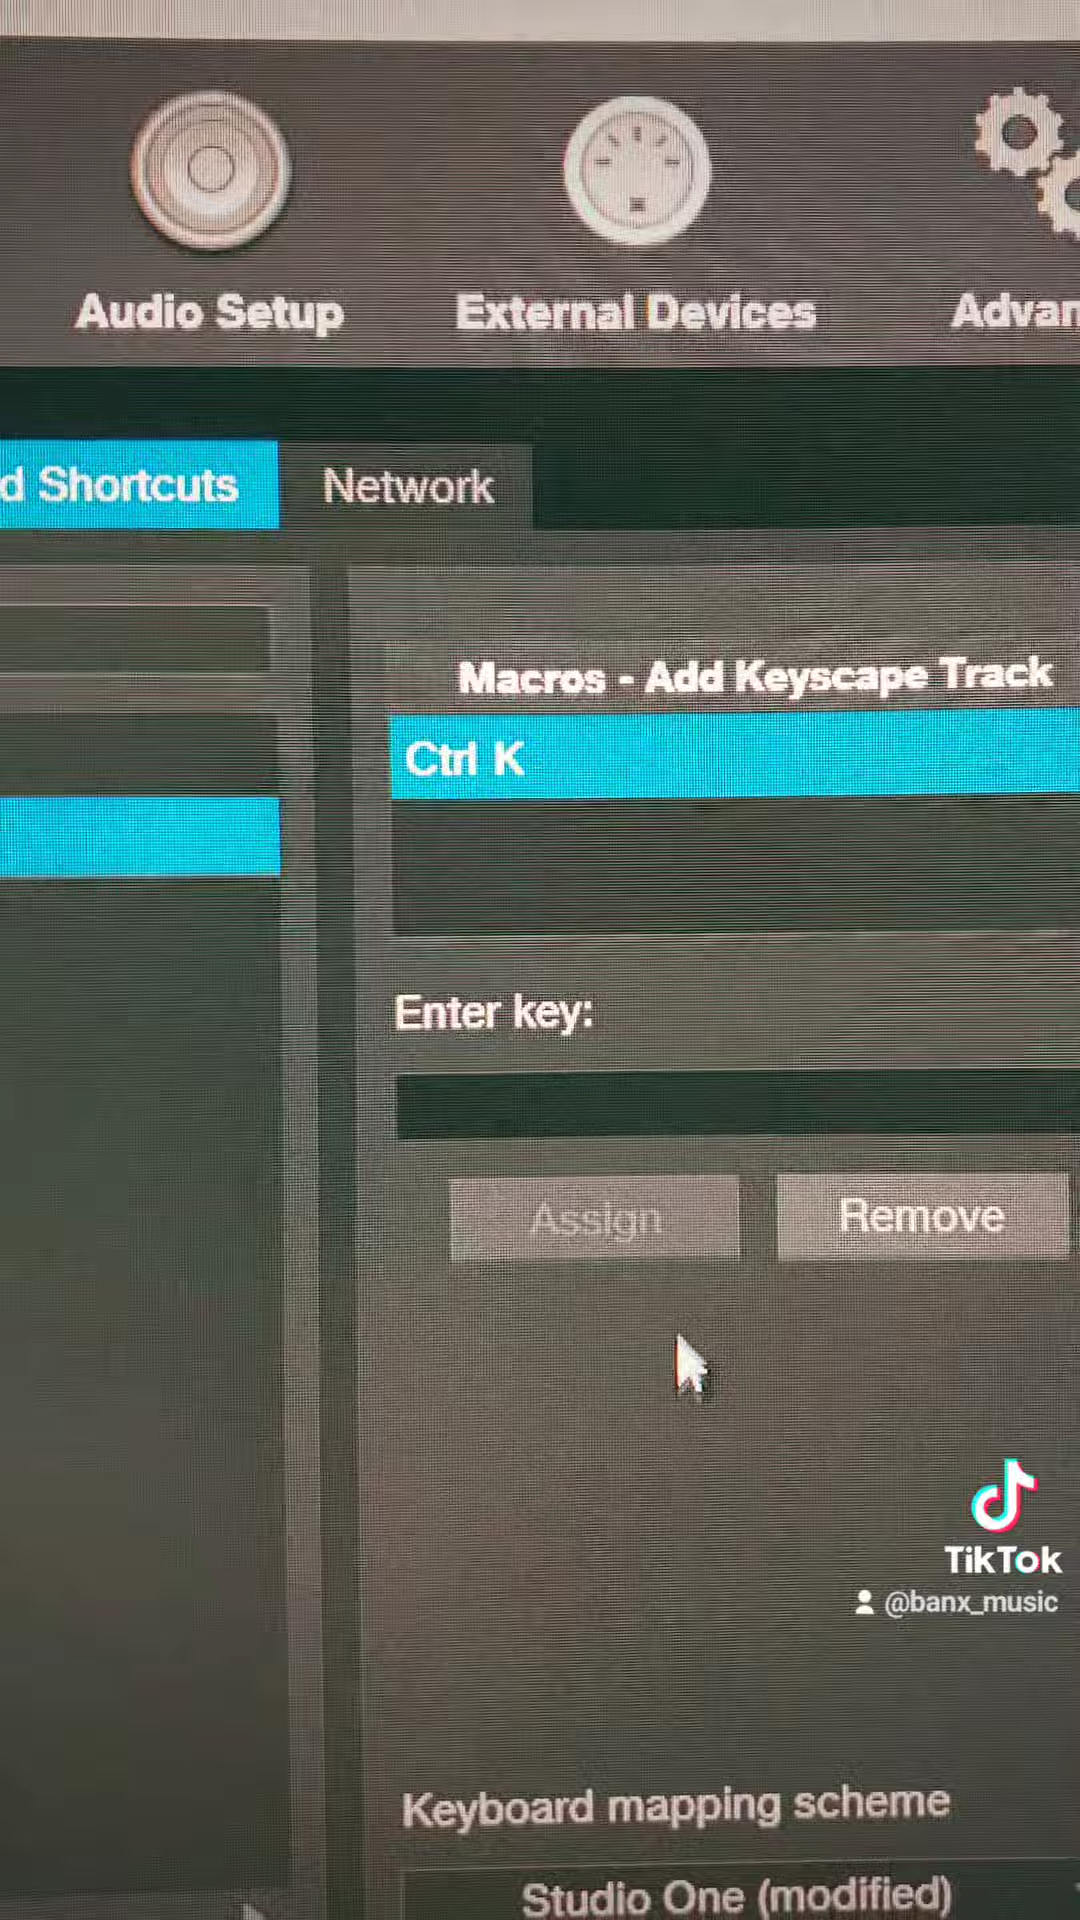 Audio Setup
External Devices
Advan
d Shortcuts
Network
Macros - Add Keyscape Track
Ctrl K
Enter key:
Assign
Remove
TikTok
@banx_music
Keyboard mapping scheme
Studio One (modified)